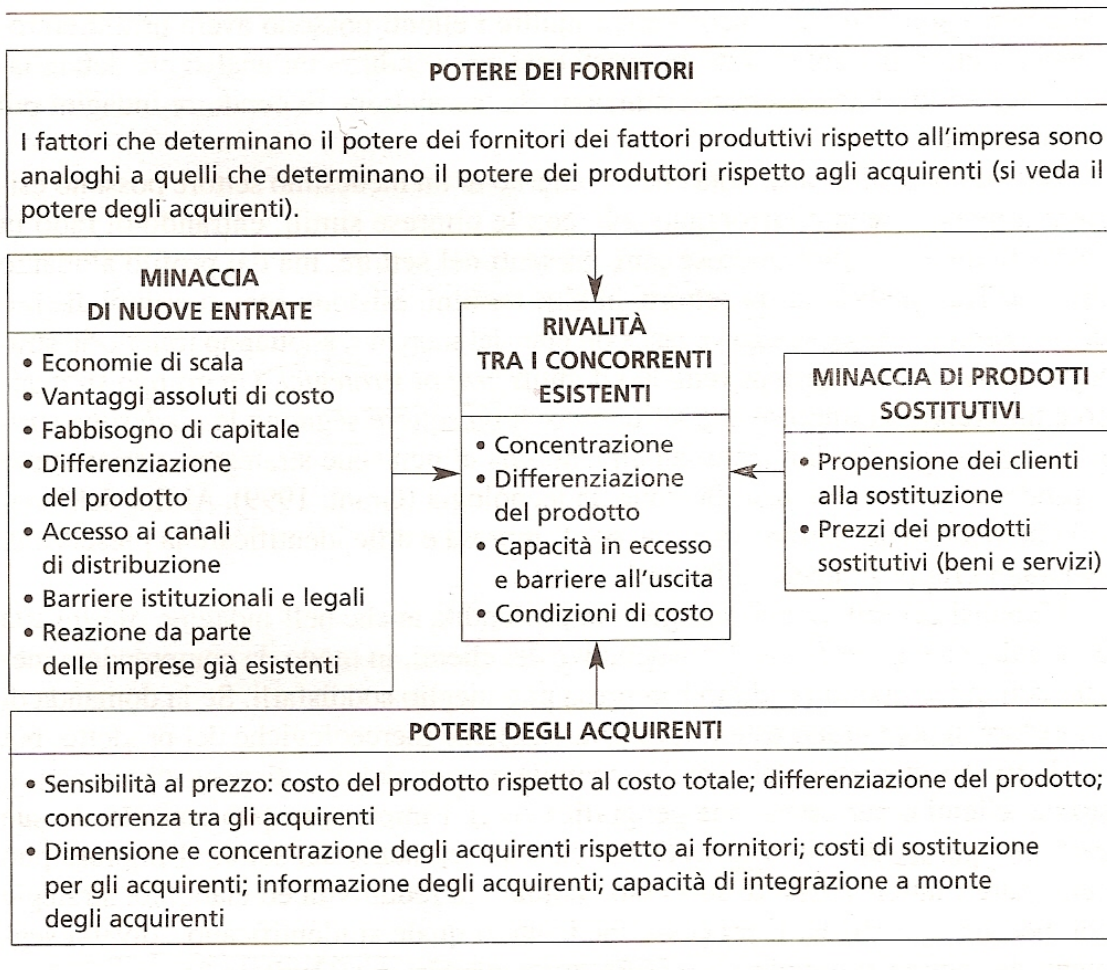 POTERE DEI FORNITORI
I fattori che determinano il potere dei fornitori dei fattori produttivi rispetto all'impresa sono
analoghi a quelli che determinano il potere dei produttori rispetto agli acquirenti (si veda il
potere degli acquirenti).
MINACCIA
DI NUOVE ENTRATE
• Economie di scala
• Vantaggi assoluti di costo
• Fabbisogno di capitale
• Differenziazione
del prodotto
• Accesso ai canali
di distribuzione
• Barriere istituzionali e legali
• Reazione da parte
delle imprese già esistenti
RIVALITÀ
TRA I CONCORRENTI
ESISTENTI
• Concentrazione
• Differenziazione
del prodotto
• Capacità in eccesso
e barriere all'uscita
• Condizioni di costo
MINACCIA DI PRODOTTI
SOSTITUTIVI
• Propensione dei clienti
alla sostituzione
• Prezzi dei prodotti
sostitutivi (beni e servizi)
POTERE DEGLI ACQUIRENTI
• Sensibilità al prezzo: costo del prodotto rispetto al costo totale; differenziazione del prodotto;
concorrenza tra gli acquirenti
• Dimensione e concentrazione degli acquirenti rispetto ai fornitori; costi di sostituzione
per gli acquirenti; informazione degli acquirenti; capacità di integrazione a monte
degli acquirenti